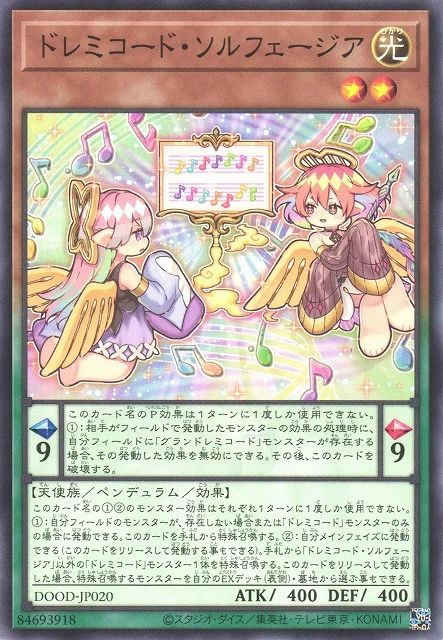 ドレミコード・ソルフェージア
光
このカード名のP効果は1ターンに1度しか使用できない。
①:相手がフィールドで発動したモンスターの効果の処理時に、
自分フィールドに「グランドレミコード」モンスターが存在する
場合、その発動した効果を無効にできる。その後、このカードを
破壊する。
9 9
【天使族/ペンデュラム/効果】
このカード名の①②のモンスター効果はそれぞれ1ターンに1度しか使用できない。
①:自分フィールドのモンスターが、存在しない場合または「ドレミコード」モンスターのみ
の場合に発動できる。このカードを手札から特殊召喚する。②:自分メインフェイズに発動
できる(このカードをリリースして発動する事もできる)。手札から「ドレミコード・ソルフェー
ジア」以外の「ドレミコード」モンスター1体を特殊召喚する。このカードをリリースして発動
した場合、特殊召喚するモンスターを自分のEXデッキ(表側)・墓地から選ぶ事もできる。
DOOD-JP020
ATK/ 400 DEF/ 400
84693918
©スタジオ・ダイス/集英社・テレビ東京・KONAMI